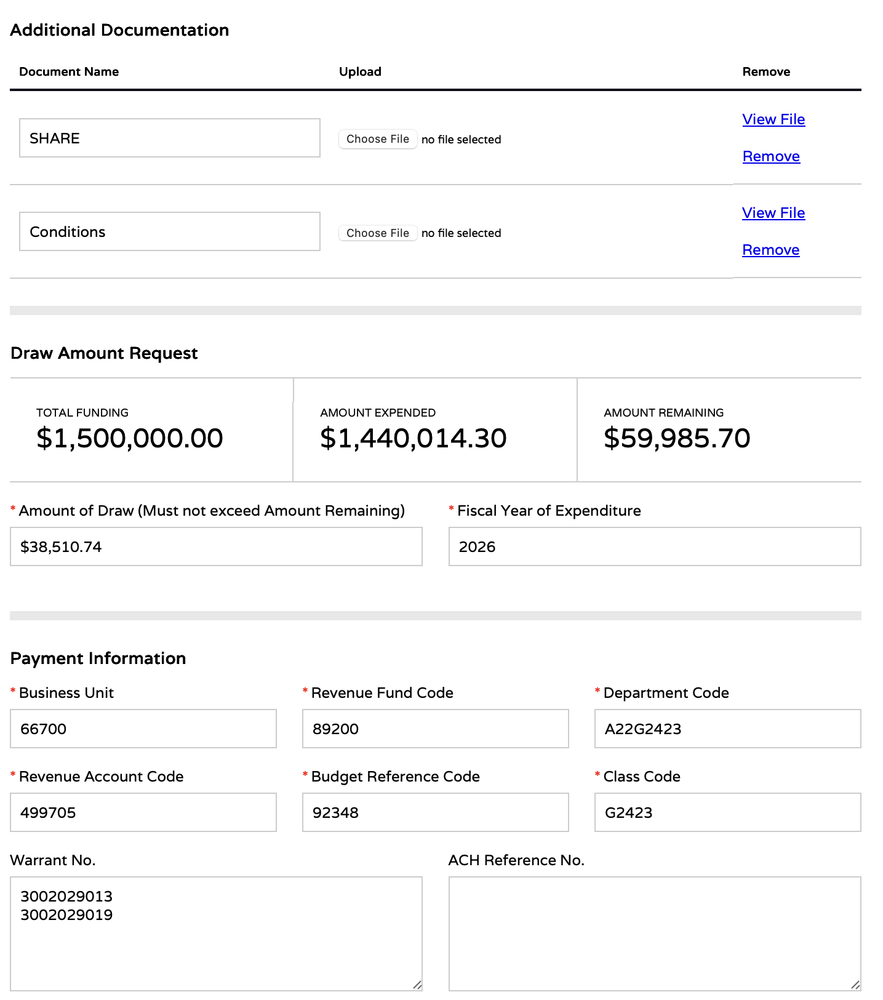 Additional Documentation
Document Name Upload Remove
SHARE Choose File no file selected View File
Remove
Conditions Choose File no file selected View File
Remove
Draw Amount Request
TOTAL FUNDING AMOUNT EXPENDED AMOUNT REMAINING
$1,500,000.00 $1,440,014.30 $59,985.70
* Amount of Draw (Must not exceed Amount Remaining) * Fiscal Year of Expenditure
$38,510.74 2026
Payment Information
* Business Unit * Revenue Fund Code * Department Code
66700 89200 A22G2423
* Revenue Account Code * Budget Reference Code * Class Code
499705 92348 G2423
Warrant No. ACH Reference No.
3002029013
3002029019